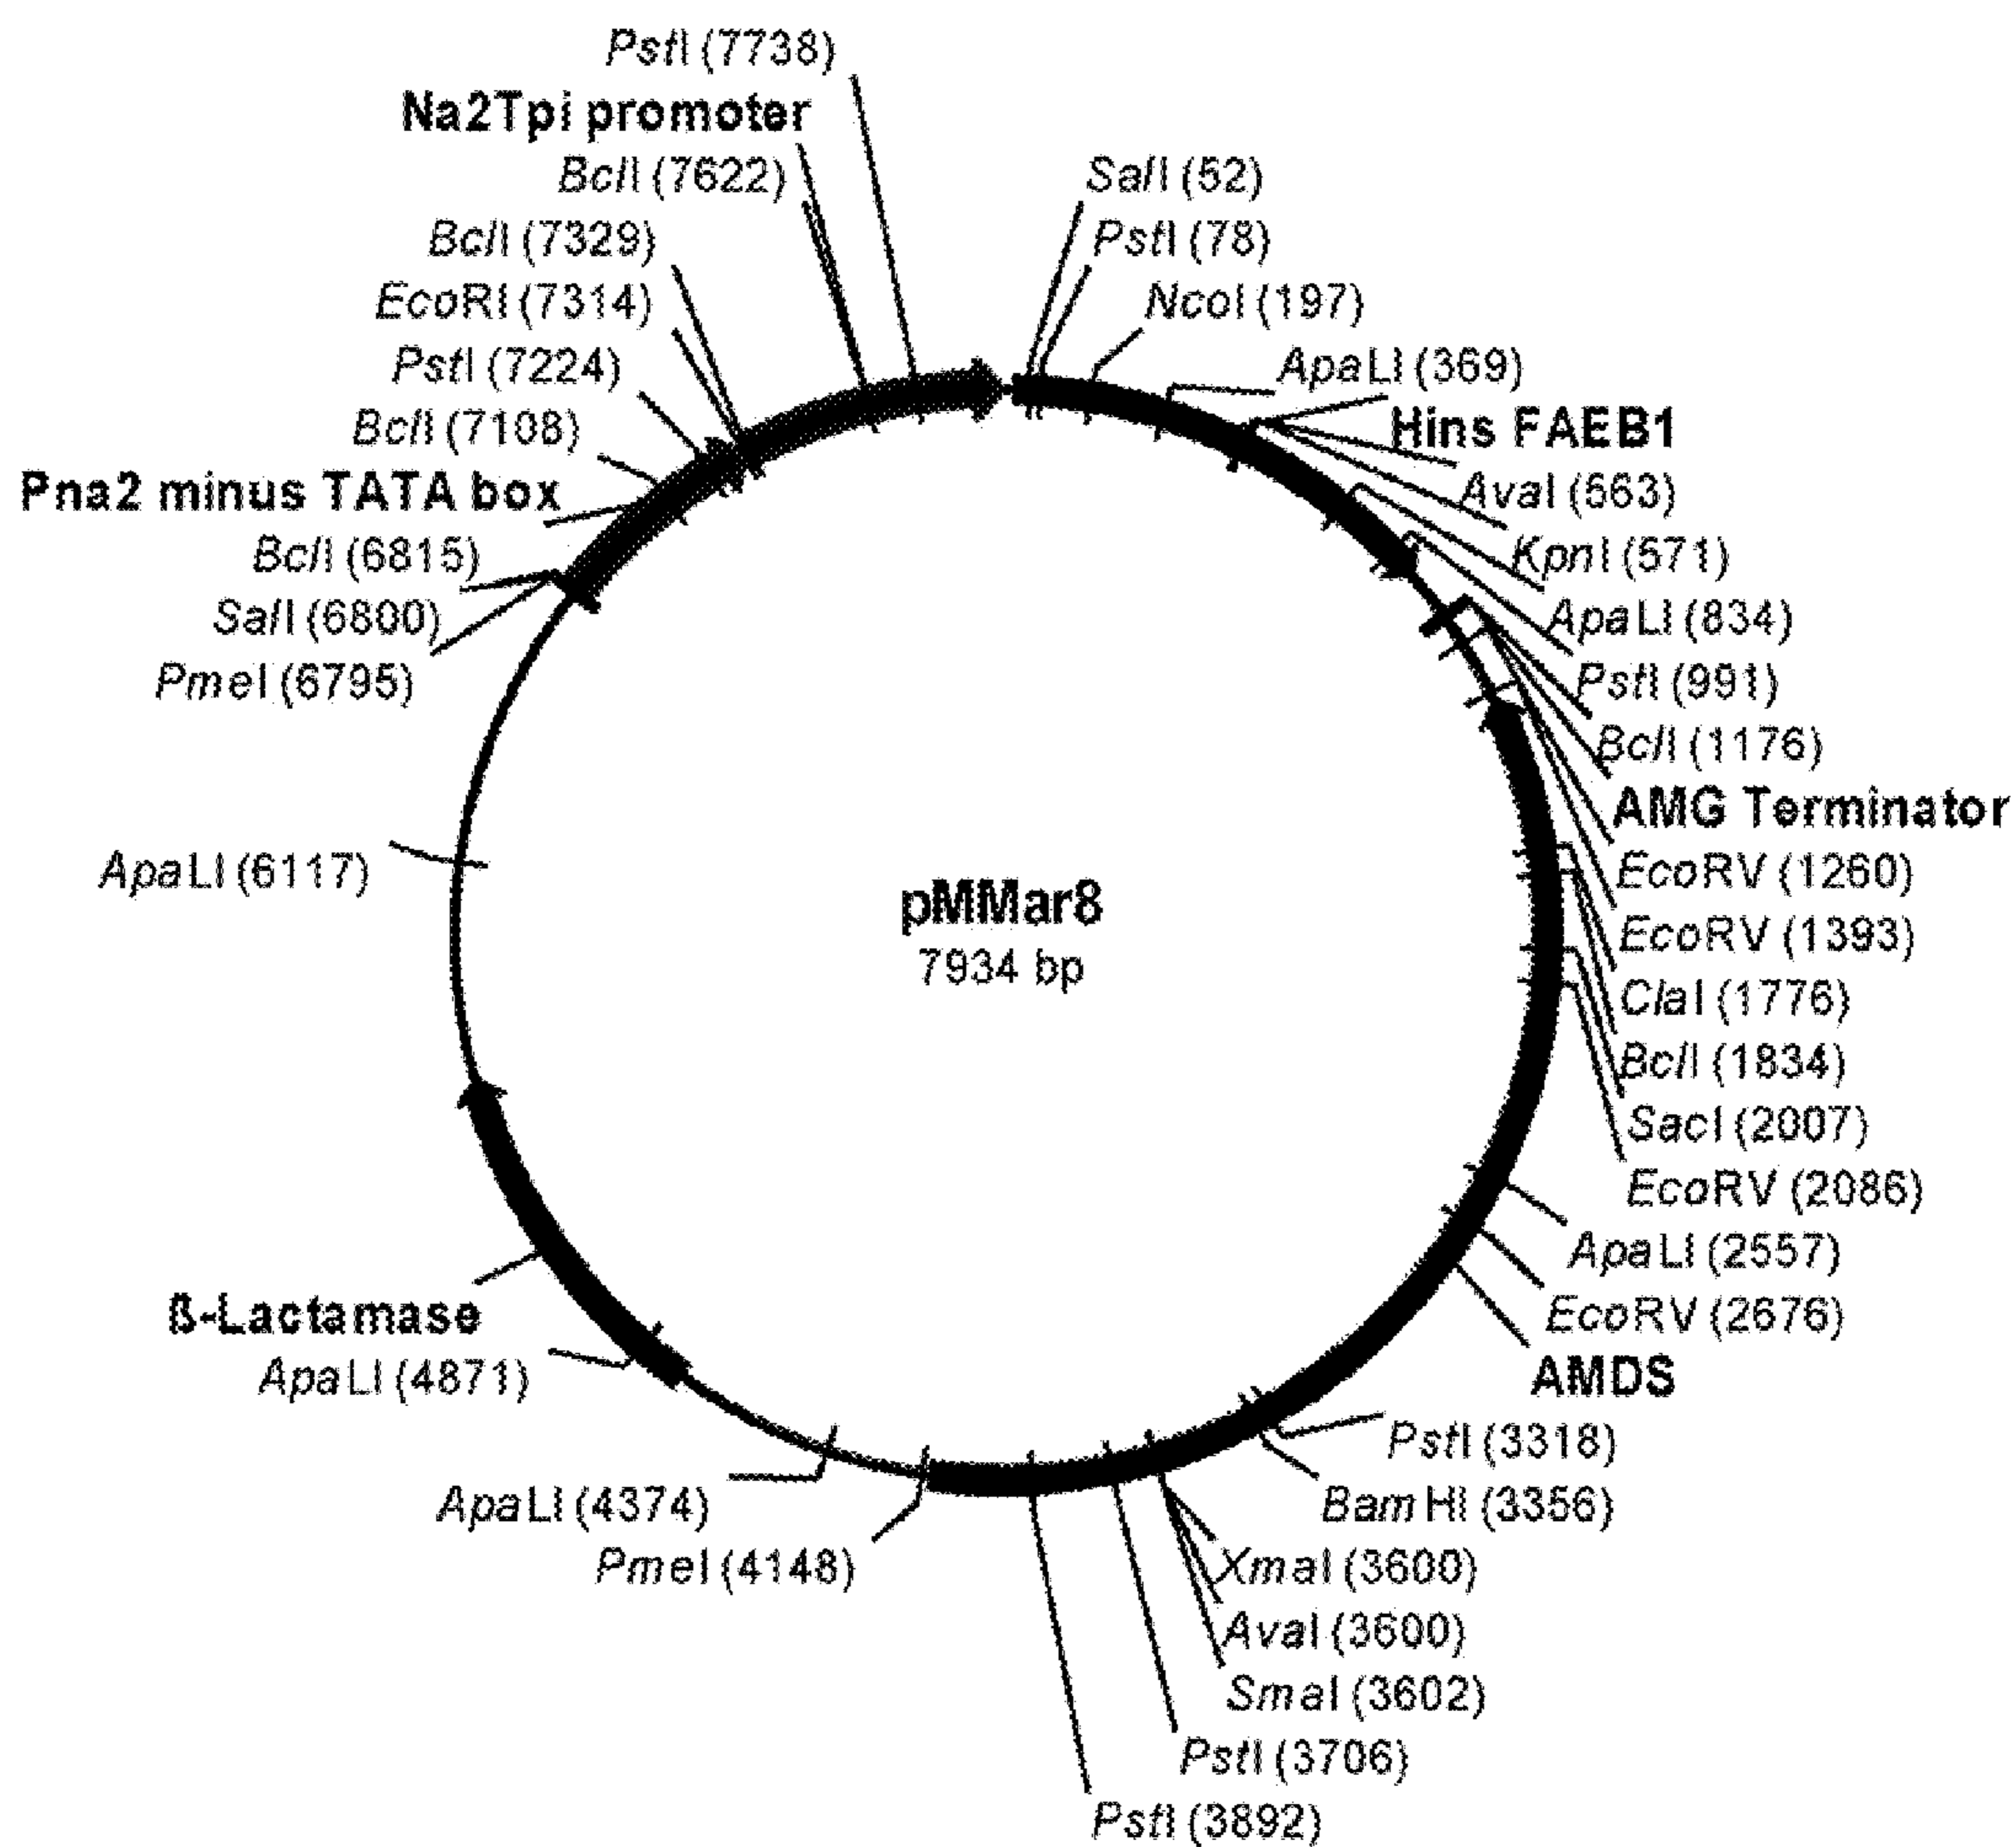 PstI (7738)
Na2Tpi promoter
BclI (7622)
BclI (7329)
EcoRI (7314)
PstI (7224)
BclI (7108)
Pna2 minus TATA box
BclI (6815)
SalI (6800)
PmeI (6795)
ApaLI (6117)
ß-Lactamase
ApaLI (4871)
ApaLI (4374)
PmeI (4148)
pMMar8
7934 bp
SalI (52)
PstI (78)
NcoI (197)
ApaLI (369)
Hins FAEB1
AvaI (563)
KpnI (571)
ApaLI (834)
PstI (991)
BclI (1176)
AMG Terminator
EcoRV (1260)
EcoRV (1393)
ClaI (1776)
BclI (1834)
SacI (2007)
EcoRV (2086)
ApaLI (2557)
EcoRV (2676)
AMDS
PstI (3318)
BamHI (3356)
XmaI (3600)
AvaI (3600)
SmaI (3602)
PstI (3706)
PstI (3892)